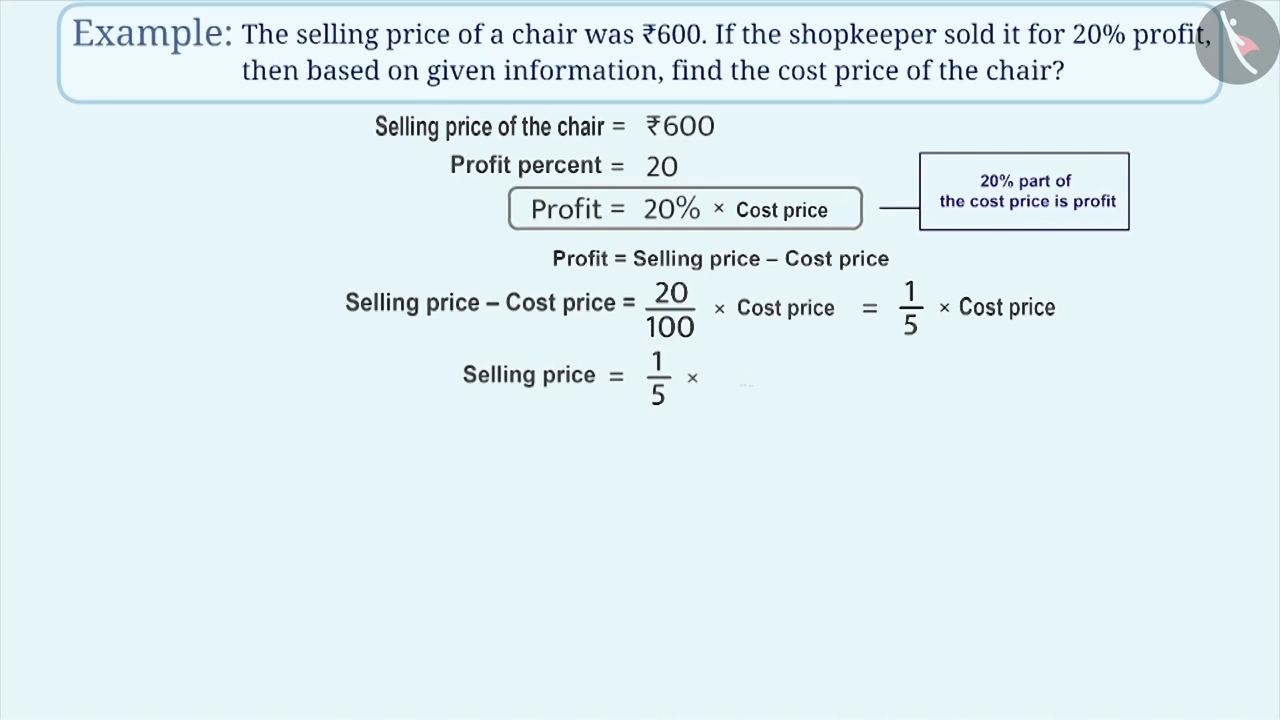 Example: The selling price of a chair was ₹600. If the shopkeeper sold it for 20% profit,
then based on given information, find the cost price of the chair?
Selling price of the chair = ₹600
Profit percent = 20
Profit = 20% × Cost price
20% part of
the cost price is profit
Profit = Selling price – Cost price
Selling price – Cost price = 20/100 × Cost price = 1/5 × Cost price
Selling price = 1/5 ×